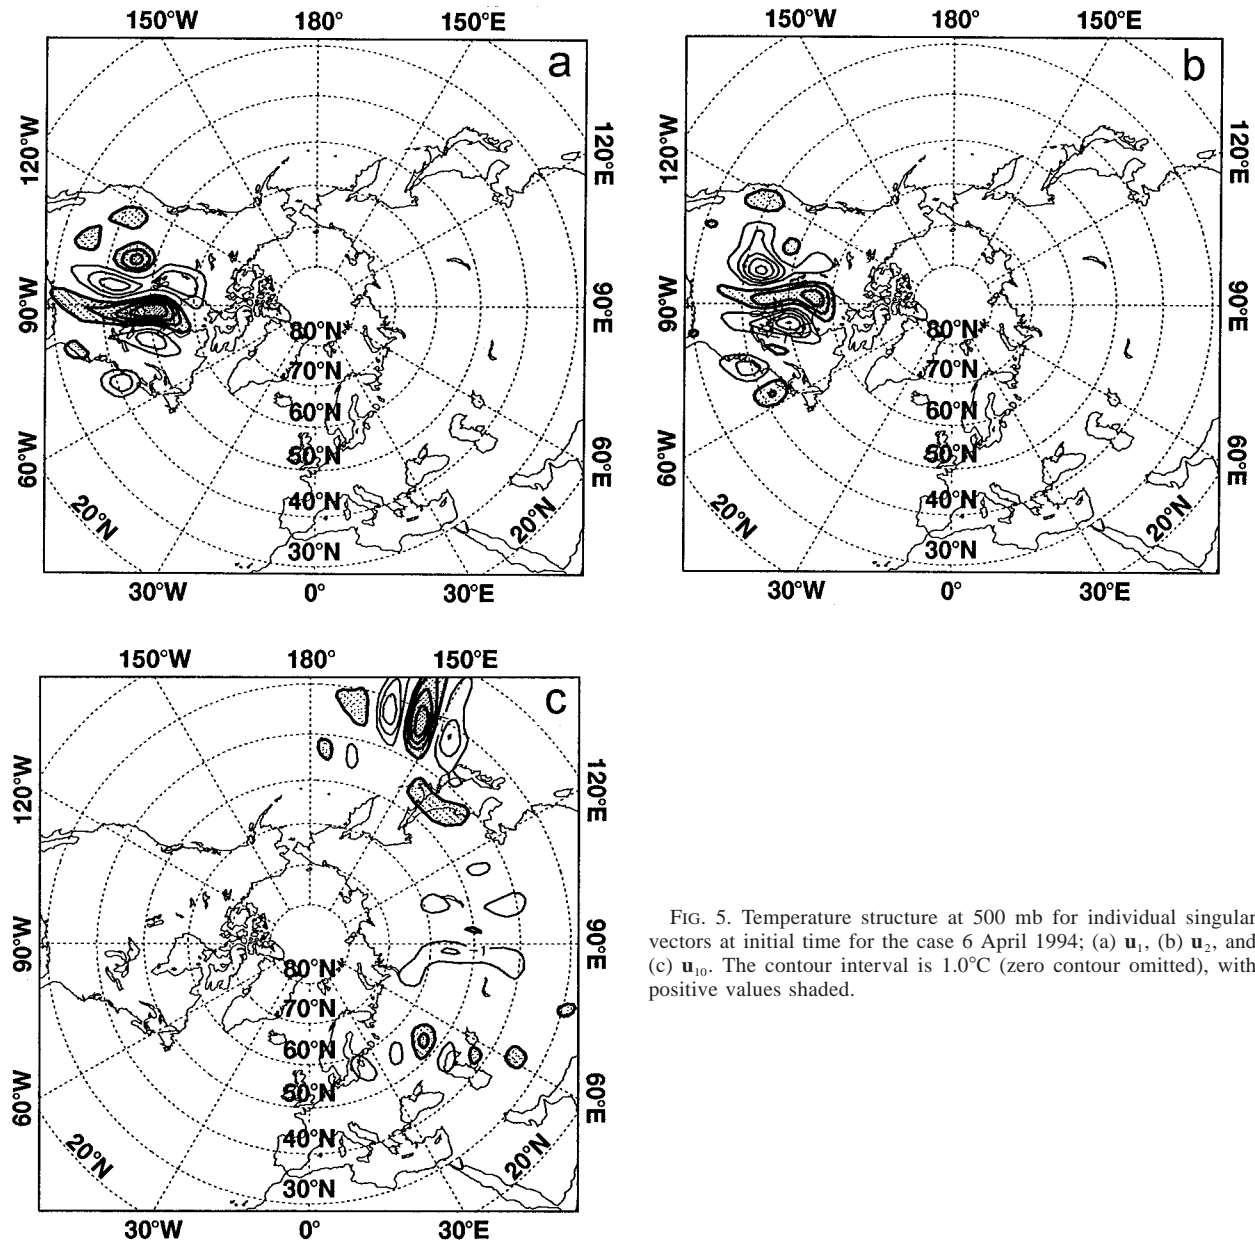 150°W 180° 150°E
a
120°W
120°E
90°W
90°E
80°N
70°N
60°N
50°N
40°N
30°N
60°W
60°E
20°N
20°N
30°W 0° 30°E
150°W 180° 150°E
b
120°W
120°E
90°W
90°E
80°N
70°N
60°N
50°N
40°N
30°N
60°W
60°E
20°N
20°N
30°W 0° 30°E
150°W 180° 150°E
c
120°W
120°E
90°W
90°E
80°N
70°N
60°N
50°N
40°N
30°N
60°W
60°E
20°N
20°N
30°W 0° 30°E
FIG. 5. Temperature structure at 500 mb for individual singular
vectors at initial time for the case 6 April 1994; (a) u₁, (b) u₂, and
(c) u₁₀. The contour interval is 1.0°C (zero contour omitted), with
positive values shaded.